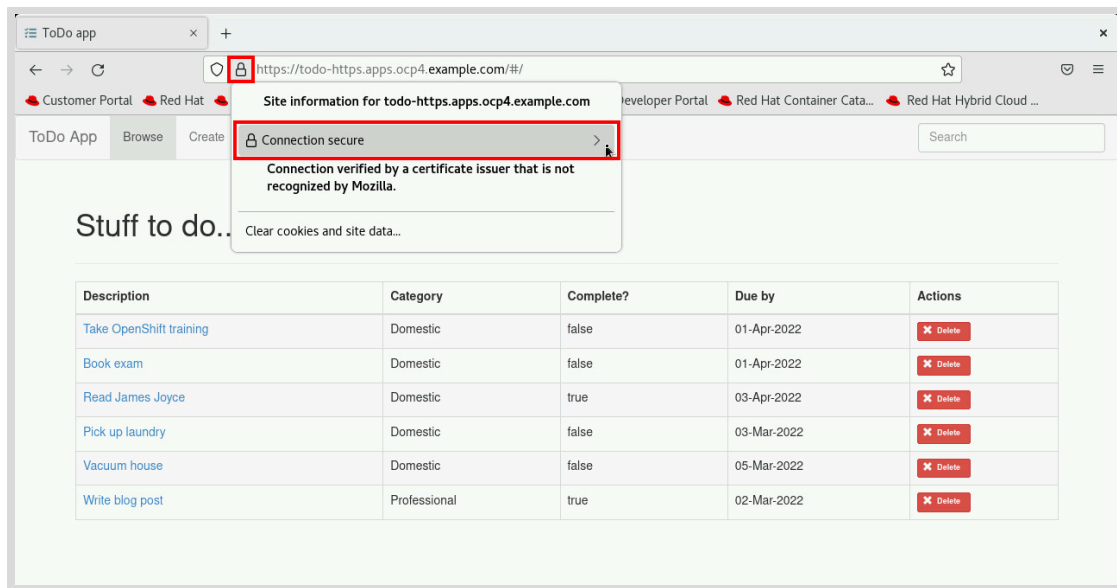 ToDo app
https://todo-https.apps.ocp4.example.com/#/
Customer Portal Red Hat Developer Portal Red Hat Container Cata... Red Hat Hybrid Cloud ...
Site information for todo-https.apps.ocp4.example.com
ToDo App Browse Create Search
Connection secure
Connection verified by a certificate issuer that is not
recognized by Mozilla.
Clear cookies and site data...
Stuff to do..
Description Category Complete? Due by Actions
Take OpenShift training Domestic false 01-Apr-2022 Delete
Book exam Domestic false 01-Apr-2022 Delete
Read James Joyce Domestic true 03-Apr-2022 Delete
Pick up laundry Domestic false 03-Mar-2022 Delete
Vacuum house Domestic false 05-Mar-2022 Delete
Write blog post Professional true 02-Mar-2022 Delete